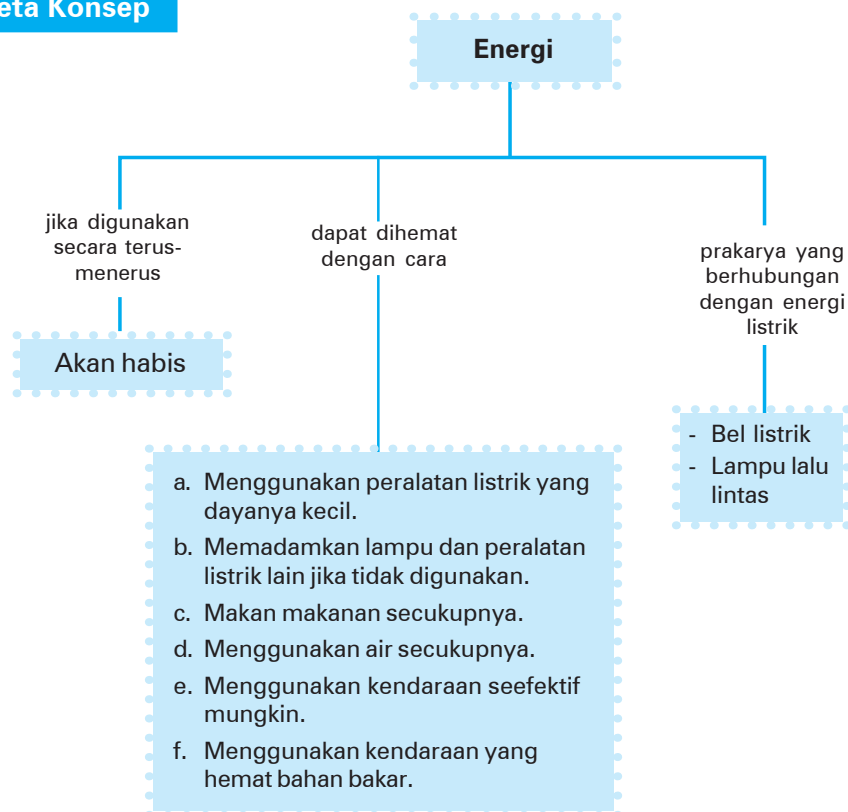 eta Konsep
Energi
jika digunakan
secara terus-
menerus
Akan habis
dapat dihemat
dengan cara
a. Menggunakan peralatan listrik yang
dayanya kecil.
b. Memadamkan lampu dan peralatan
listrik lain jika tidak digunakan.
c. Makan makanan secukupnya.
d. Menggunakan air secukupnya.
e. Menggunakan kendaraan seefektif
mungkin.
f. Menggunakan kendaraan yang
hemat bahan bakar.
prakarya yang
berhubungan
dengan energi
listrik
- Bel listrik
- Lampu lalu
lintas